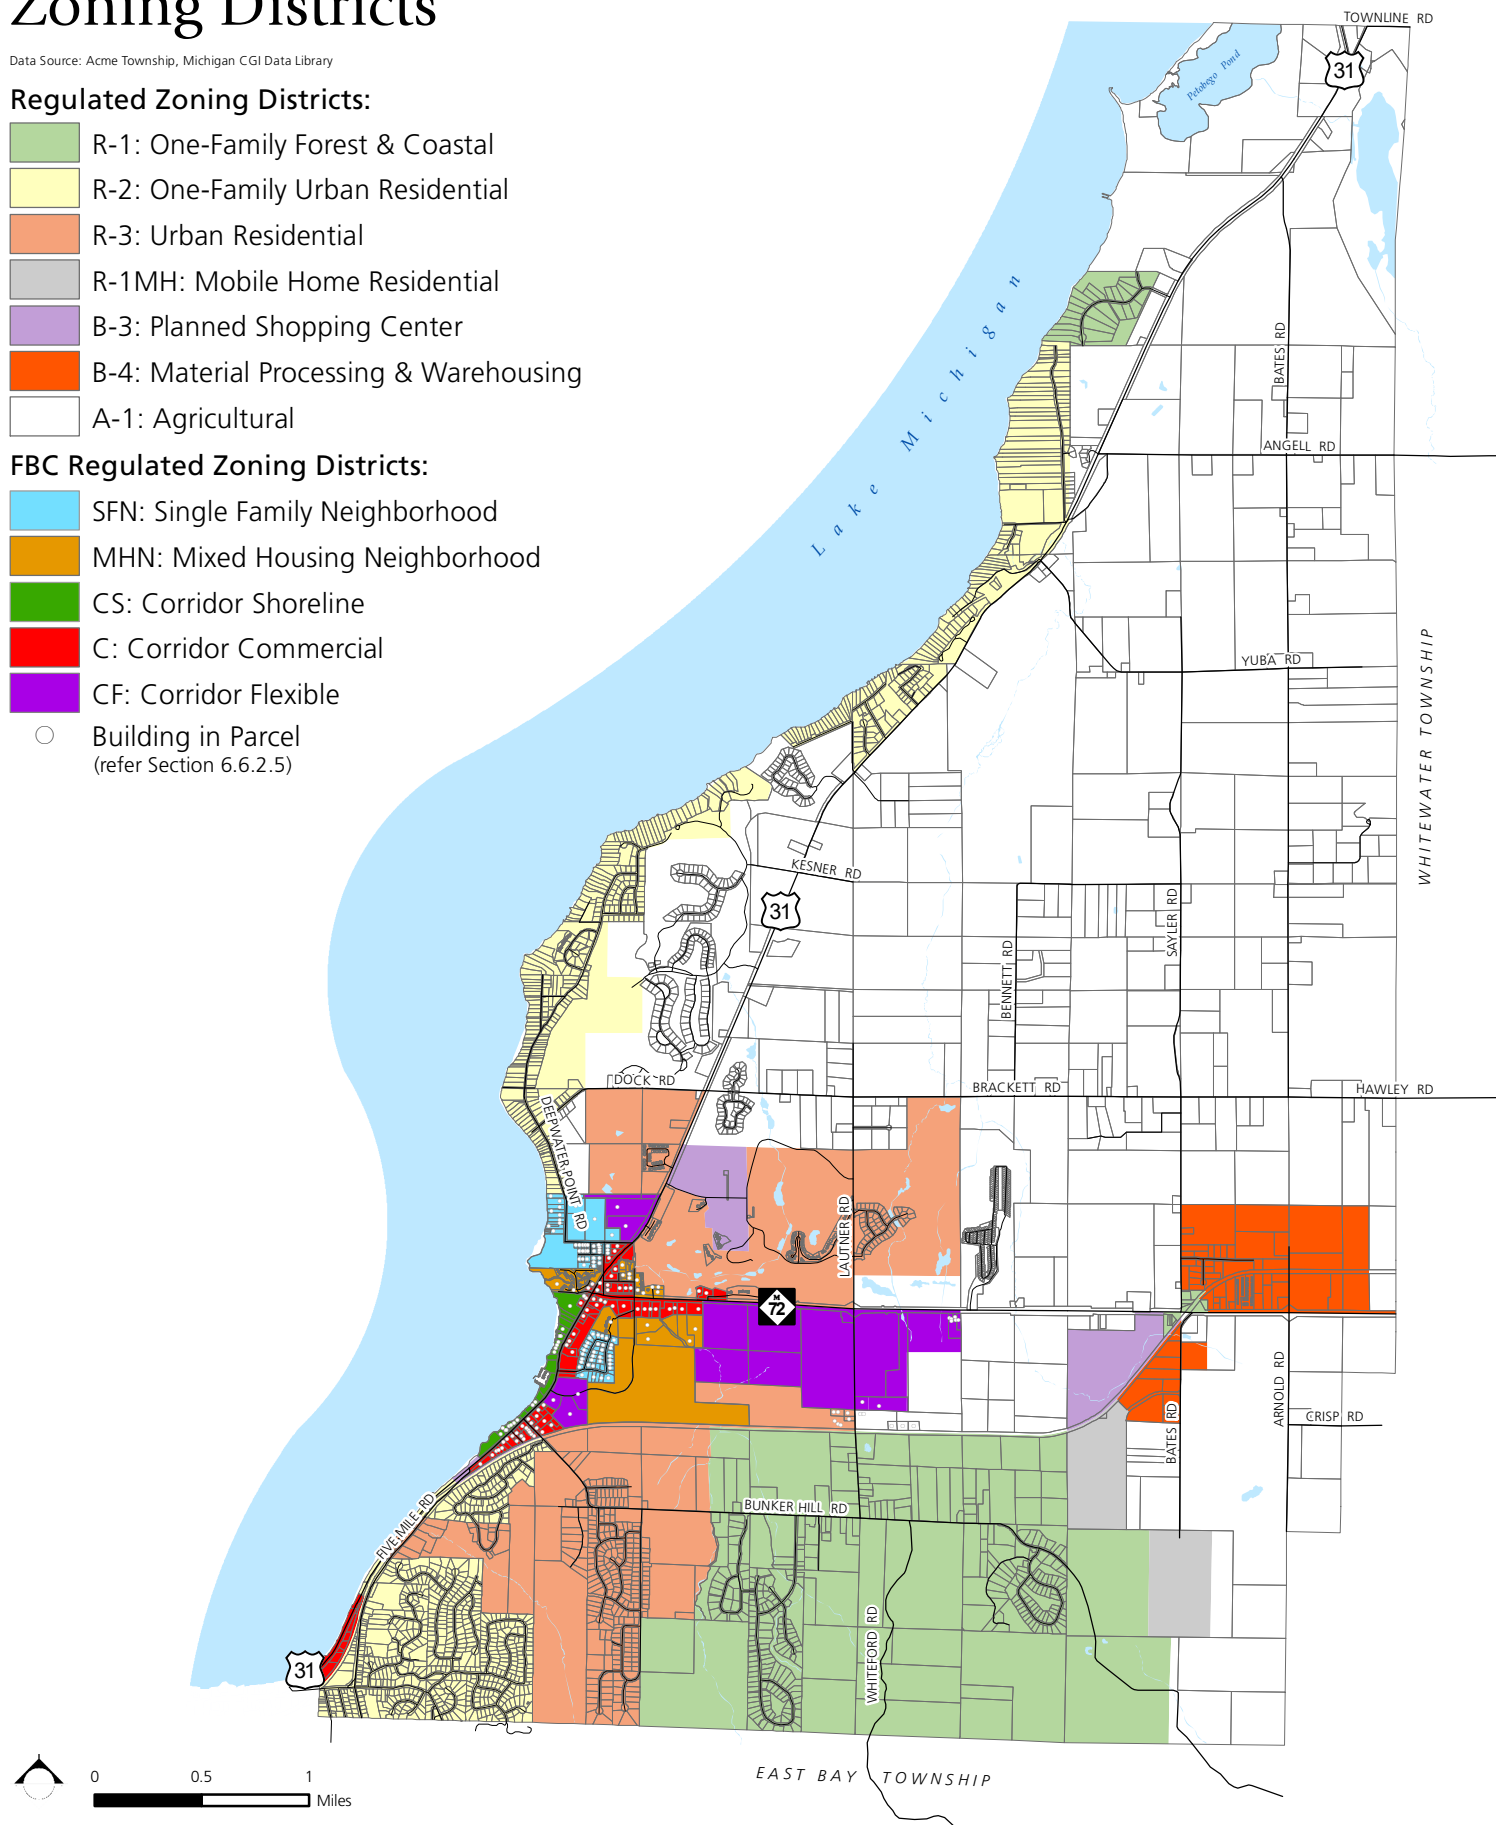 Zoning Districts
Data Source: Acme Township, Michigan CGI Data Library
Regulated Zoning Districts:
R-1: One-Family Forest & Coastal
R-2: One-Family Urban Residential
R-3: Urban Residential
R-1MH: Mobile Home Residential
B-3: Planned Shopping Center
B-4: Material Processing & Warehousing
A-1: Agricultural
FBC Regulated Zoning Districts:
SFN: Single Family Neighborhood
MHN: Mixed Housing Neighborhood
CS: Corridor Shoreline
C: Corridor Commercial
CF: Corridor Flexible
Building in Parcel
(refer Section 6.6.2.5)
TOWNLINE RD
31
Petobego Pond
Lake Michigan
BATES RD
ANGELL RD
YUBA RD
WHITEWATER TOWNSHIP
KESNER RD
31
SAYLER RD
BENNETT RD
DOCK RD
BRACKETT RD
HAWLEY RD
DEEPWATER POINT RD
LAUTNER RD
M
72
ARNOLD RD
BATES RD
CRISP RD
BUNKER HILL RD
FIVE MILE RD
WHITEFORD RD
31
EAST BAY TOWNSHIP
0 0.5 1
Miles